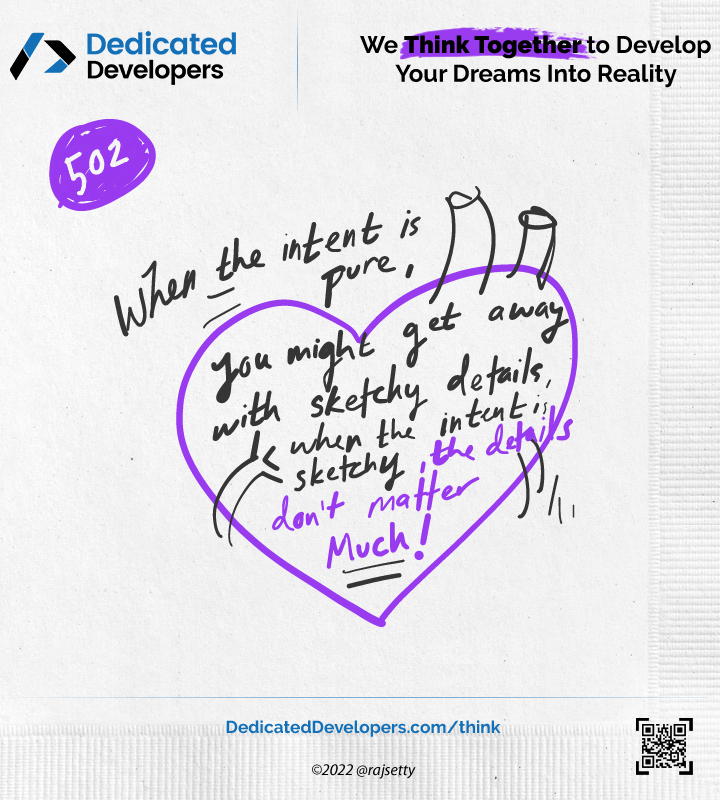 Dedicated
Developers
We Think Together to Develop
Your Dreams Into Reality
502
When the intent is
pure,
you might get away
with sketchy details,
when the intent is
sketchy, the details
don't matter
Much!
DedicatedDevelopers.com/think
©2022 @rajsetty